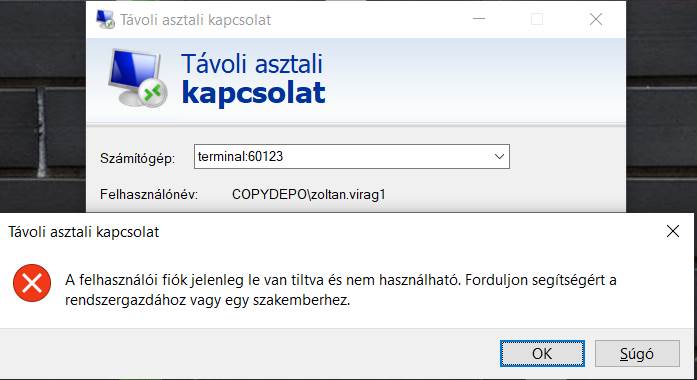 Távoli asztali kapcsolat
Távoli asztali
kapcsolat
Számítógép: terminal:60123
Felhasználónév: COPYDEPO\zoltan.virag1
Távoli asztali kapcsolat
A felhasználói fiók jelenleg le van tiltva és nem használható. Forduljon segítségért a
rendszergazdához vagy egy szakemberhez.
OK Súgó